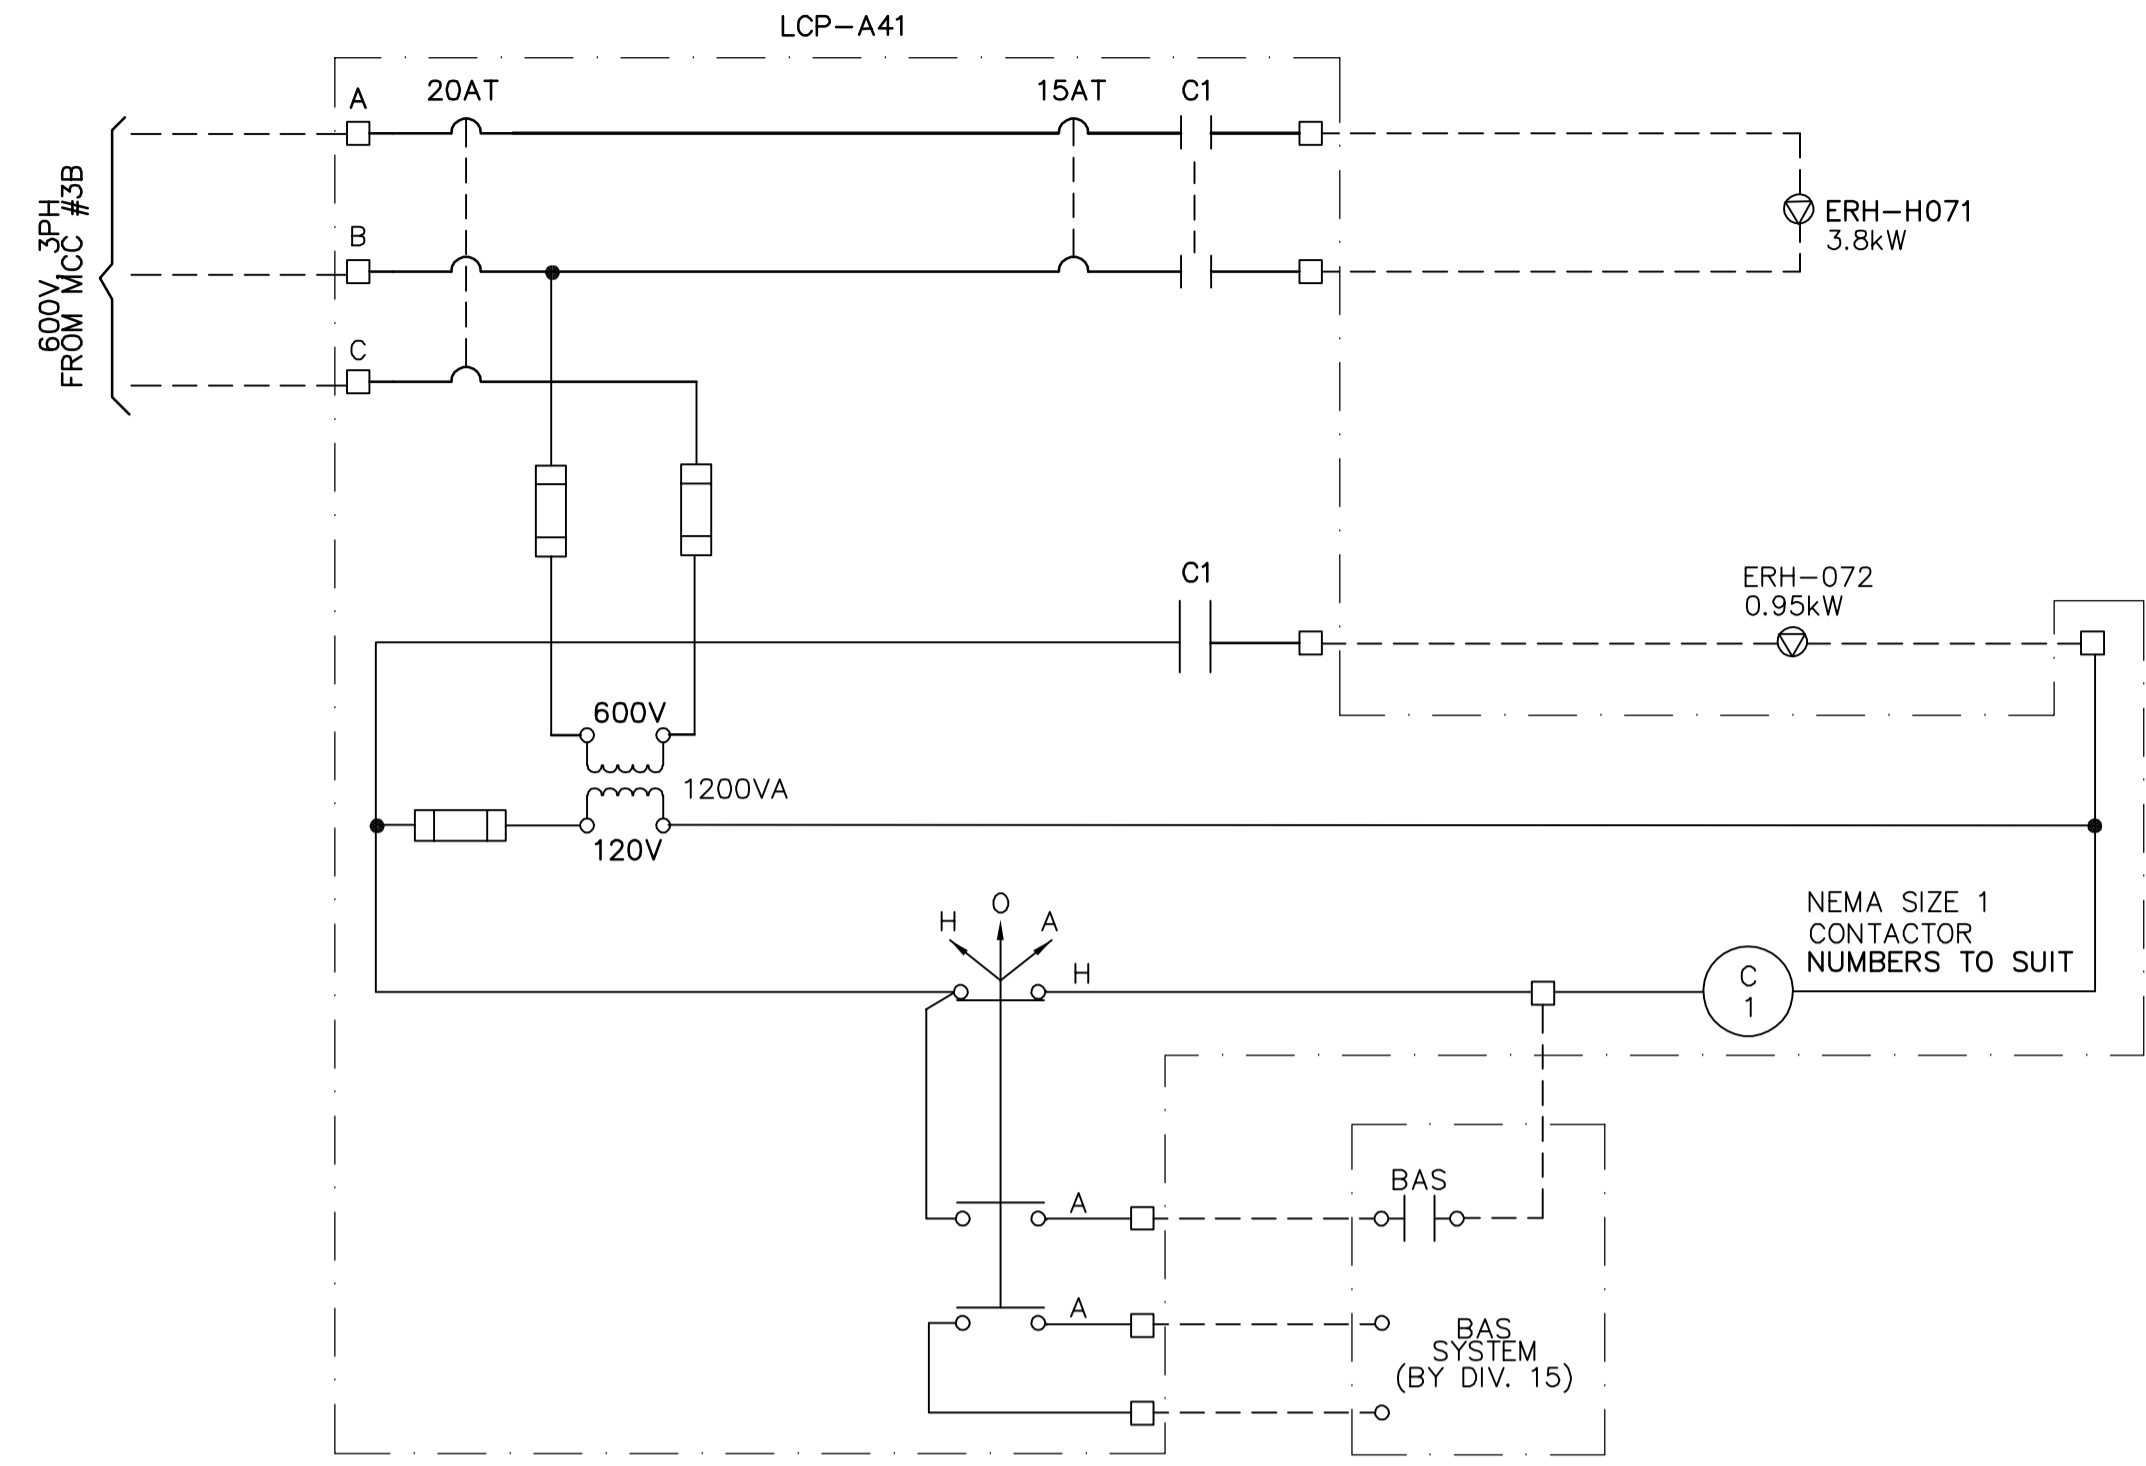 LCP-A41
A
20AT
15AT
C1
600V, 3PH
FROM MCC #3B
B
C
ERH-H071
3.8kW
C1
ERH-072
0.95kW
600V
1200VA
120V
H
O
A
H
NEMA SIZE 1
CONTACTOR
NUMBERS TO SUIT
C
1
A
BAS
A
BAS
SYSTEM
(BY DIV. 15)